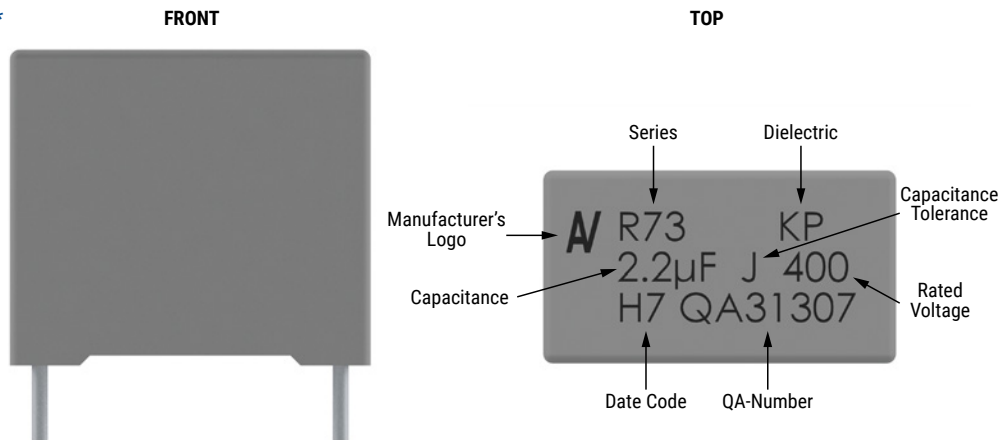 *
FRONT
TOP
Series
Dielectric
Capacitance
Tolerance
Manufacturer's
Logo
R73 KP
2.2µF J 400
H7 QA31307
Capacitance
Rated
Voltage
Date Code
QA-Number